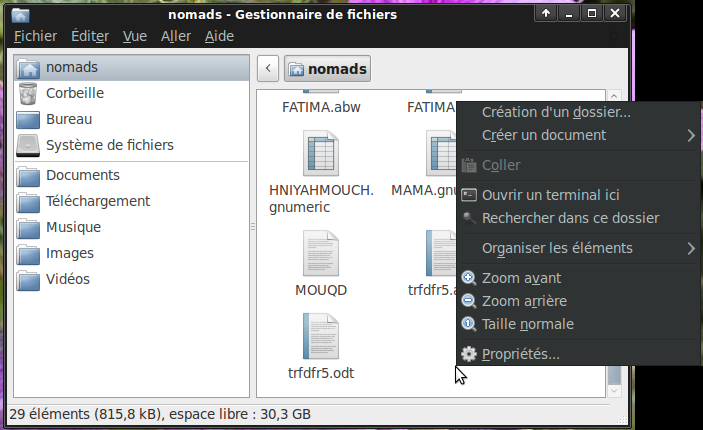 nomads - Gestionnaire de fichiers
Fichier Éditer Vue Aller Aide
nomads
Corbeille
Bureau
Système de fichiers
Documents
Téléchargement
Musique
Images
Vidéos
nomads
FATIMA.abw
FATIMA
HNIYAHMOUCH.
gnumeric
MAMA.gnu
MOUQD
trfdfr5.a
trfdfr5.odt
Création d'un dossier...
Créer un document
Coller
Ouvrir un terminal ici
Rechercher dans ce dossier
Organiser les éléments
Zoom avant
Zoom arrière
Taille normale
Propriétés...
29 éléments (815,8 kB), espace libre : 30,3 GB